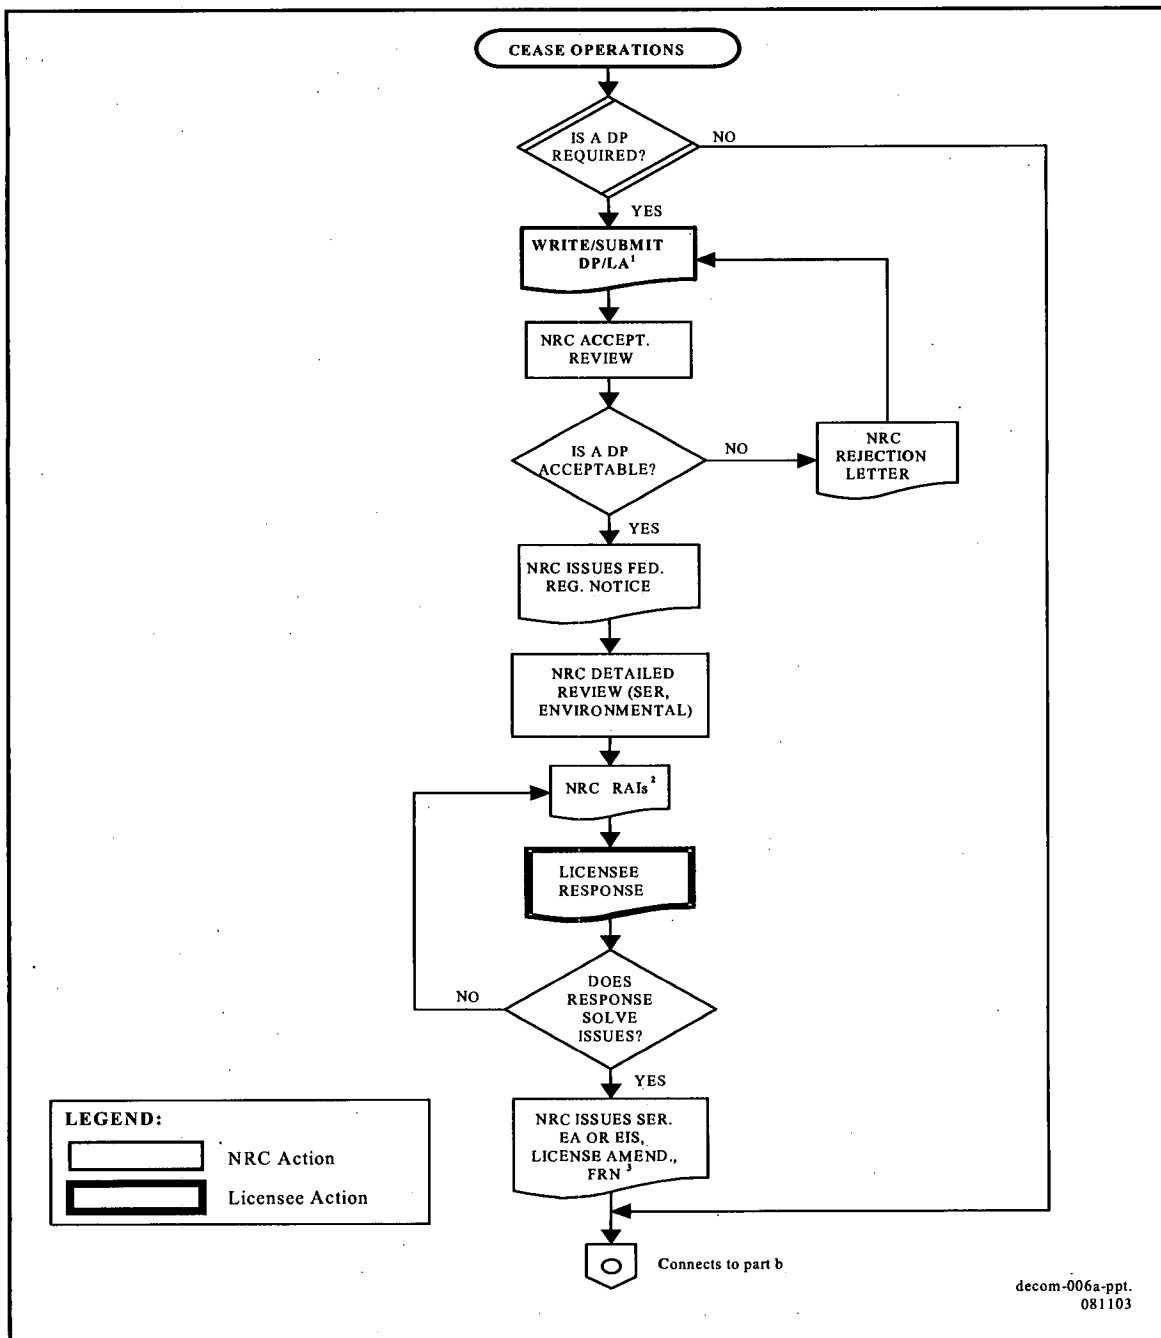 CEASE OPERATIONS
IS A DP
REQUIRED?
NO
YES
WRITE/SUBMIT
DP/LA¹
NRC ACCEPT.
REVIEW
IS A DP
ACCEPTABLE?
NO
NRC
REJECTION
LETTER
YES
NRC ISSUES FED.
REG. NOTICE
NRC DETAILED
REVIEW (SER,
ENVIRONMENTAL)
NRC RAIs²
LICENSEE
RESPONSE
DOES
RESPONSE
SOLVE
ISSUES?
NO
YES
NRC ISSUES SER.
EA OR EIS,
LICENSE AMEND.,
FRN³
LEGEND:
NRC Action
Licensee Action
Connects to part b
decom-006a-ppt.
081103